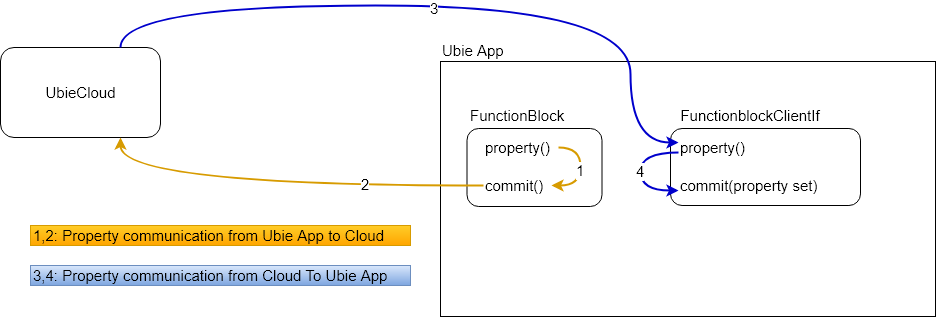 3
Ubie App
UbieCloud
FunctionBlock
FunctionblockClientIf
property()
property()
1
4
2
commit()
commit(property set)
1,2: Property communication from Ubie App to Cloud
3,4: Property communication from Cloud To Ubie App